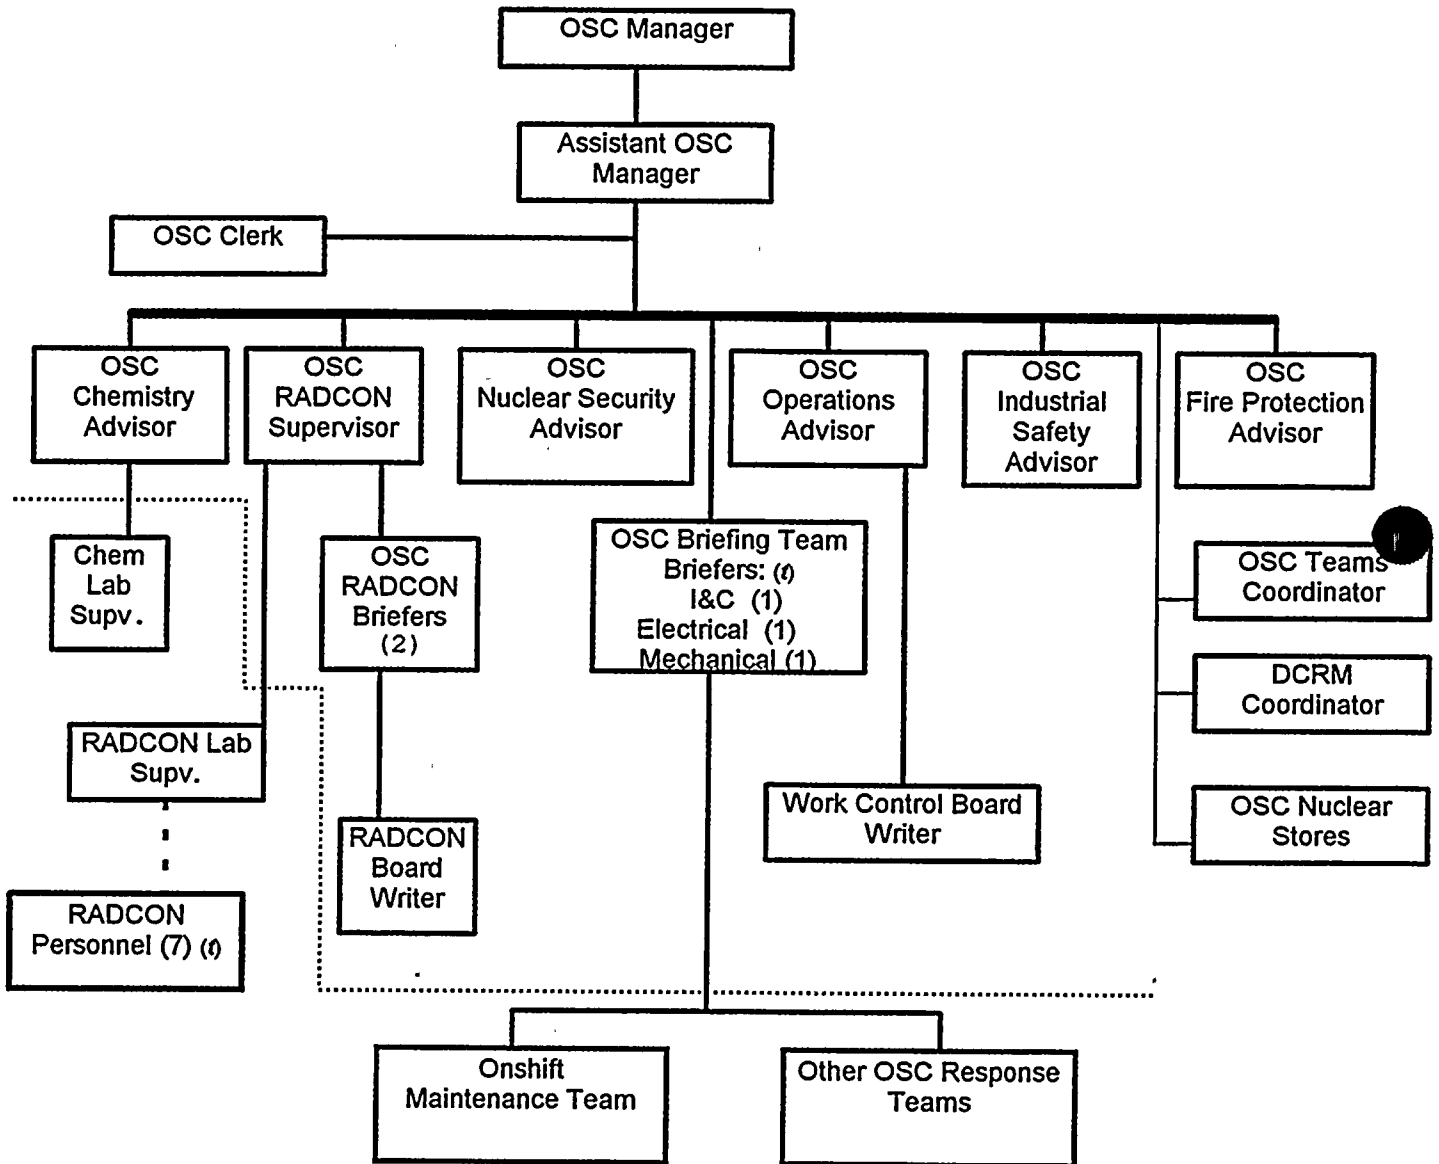 OSC Manager
Assistant OSC
Manager
OSC Clerk
OSC
Chemistry
Advisor
OSC
RADCON
Supervisor
OSC
Nuclear Security
Advisor
OSC
Operations
Advisor
OSC
Industrial
Safety
Advisor
OSC
Fire Protection
Advisor
Chem
Lab
Supv.
OSC
RADCON
Briefers
(2)
OSC Briefing Team
Briefers: (t)
I&C (1)
Electrical (1)
Mechanical (1)
OSC Teams
Coordinator
DCRM
Coordinator
RADCON Lab
Supv.
Work Control Board
Writer
OSC Nuclear
Stores
RADCON
Board
Writer
RADCON
Personnel (7) (t)
Onshift
Maintenance Team
Other OSC Response
Teams